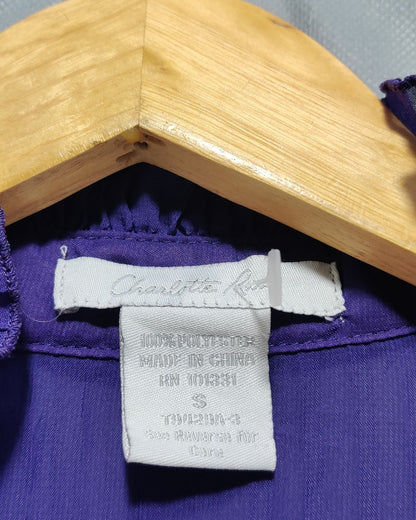 Charlotte
100% POLYESTER
MADE IN CHINA
RN 101331
S
See Reverse for
Care